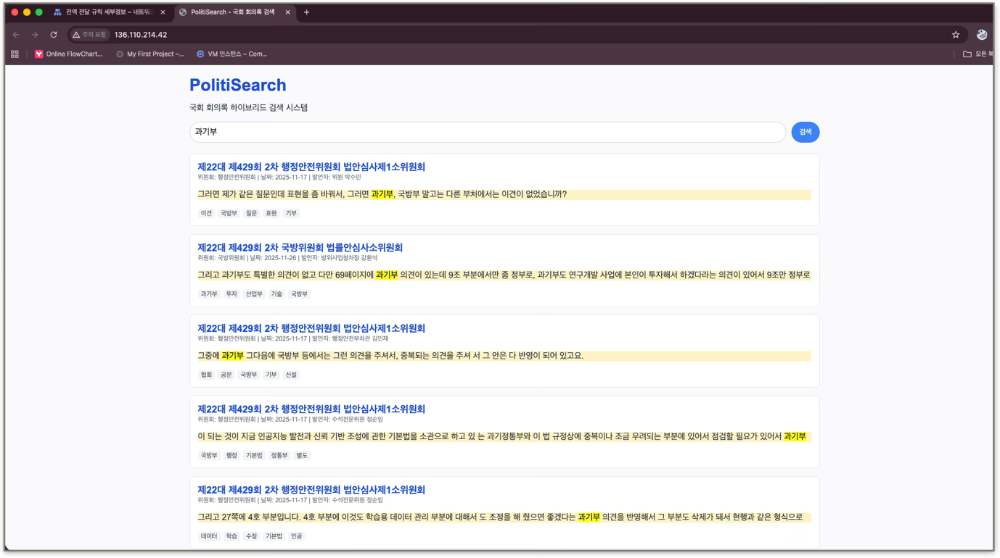 전역 전달 규칙 세부정보 – 네트워크
PolitiSearch - 국회 회의록 검색
주의 요함
136.110.214.42
Online FlowChart...
My First Project –...
VM 인스턴스 – Com...
모든 북
PolitiSearch
국회 회의록 하이브리드 검색 시스템
과기부
검색
제22대 제429회 2차 행정안전위원회 법안심사제1소위원회
위원회: 행정안전위원회 | 날짜: 2025-11-17 | 발언자: 위원 박수민
그러면 제가 같은 질문인데 표현을 좀 바꿔서, 그러면 과기부, 국방부 말고는 다른 부처에서는 이견이 없었습니까?
이견 국방부 질문 표현 기부
제22대 제429회 2차 국방위원회 법률안심사소위원회
위원회: 국방위원회 | 날짜: 2025-11-26 | 발언자: 방위사업청차장 강환석
그리고 과기부도 특별한 의견이 없고 다만 69페이지에 과기부 의견이 있는데 9조 부분에서만 좀 정부로, 과기부도 연구개발 사업에 본인이 투자해서 하겠다라는 의견이 있어서 9조만 정부로
과기부 투자 산업부 기술 국방부
제22대 제429회 2차 행정안전위원회 법안심사제1소위원회
위원회: 행정안전위원회 | 날짜: 2025-11-17 | 발언자: 행정안전부차관 김민재
그중에 과기부 그다음에 국방부 등에서는 그런 의견을 주셔서, 중복되는 의견을 주셔 서 그 안은 다 반영이 되어 있고요.
협회 공문 국방부 기부 신설
제22대 제429회 2차 행정안전위원회 법안심사제1소위원회
위원회: 행정안전위원회 | 날짜: 2025-11-17 | 발언자: 수석전문위원 정순임
이 되는 것이 지금 인공지능 발전과 신뢰 기반 조성에 관한 기본법을 소관으로 하고 있 는 과기정통부와 이 법 규정상에 중복이나 조금 우려되는 부분에 있어서 점검할 필요가 있어서 과기부
국방부 행정 기본법 정통부 별도
제22대 제429회 2차 행정안전위원회 법안심사제1소위원회
위원회: 행정안전위원회 | 날짜: 2025-11-17 | 발언자: 수석전문위원 정순임
그리고 27쪽에 4호 부분입니다. 4호 부분에 이것도 학습용 데이터 관리 부분에 대해서 도 조정을 해 줬으면 좋겠다는 과기부 의견을 반영해서 그 부분도 삭제가 돼서 현행과 같은 형식으로
데이터 학습 수정 기본법 인공